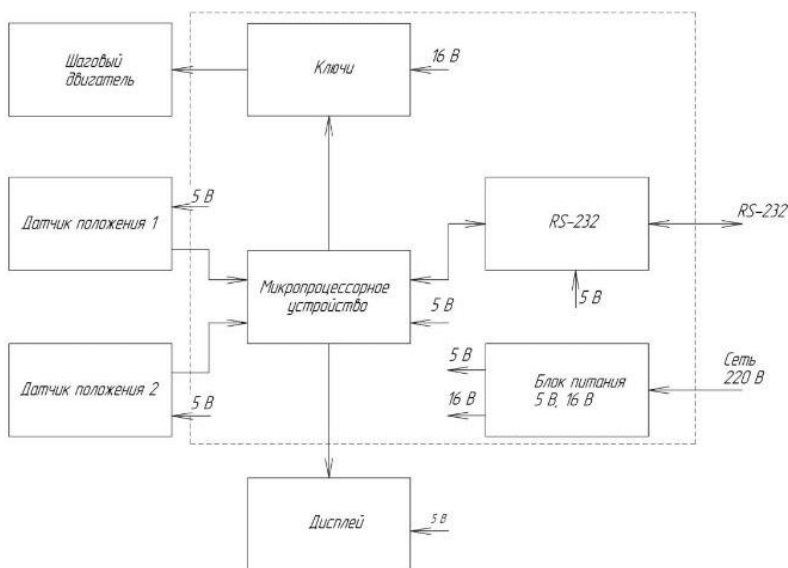 Шаговый
двигатель
Ключи
16 В
Датчик положения 1
5 В
RS-232
RS-232
5 В
Микропроцессорное
устройство
5 В
Датчик положения 2
5 В
5 В
16 В
Блок питания
5 В, 16 В
Сеть
220 В
Дисплей
5 В